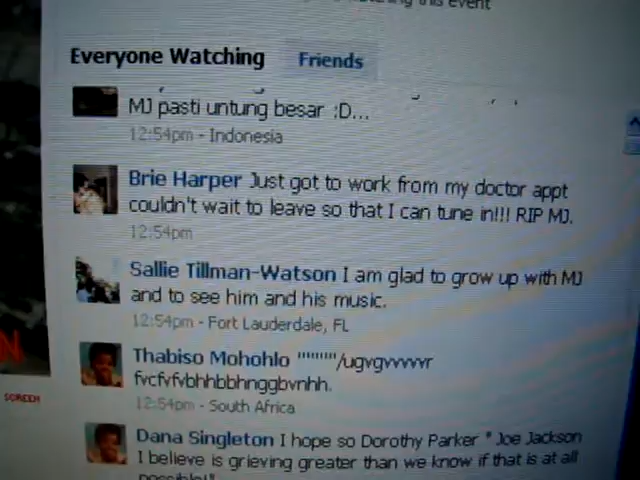 this event
Everyone Watching Friends
MJ pasti untung besar :D...
12:54pm - Indonesia
Brie Harper Just got to work from my doctor appt
couldn't wait to leave so that I can tune in!!! RIP MJ.
12:54pm
Sallie Tillman-Watson I am glad to grow up with MJ
and to see him and his music.
12:54pm - Fort Lauderdale, FL
Thabiso Mohohlo """""/ugvgvvvvvr
fvcfvfvbhhbbhnggbvnhh.
12:54pm - South Africa
Dana Singleton I hope so Dorothy Parker * Joe Jackson
I believe is grieving greater than we know if that is at all
possible!"
SCREEN